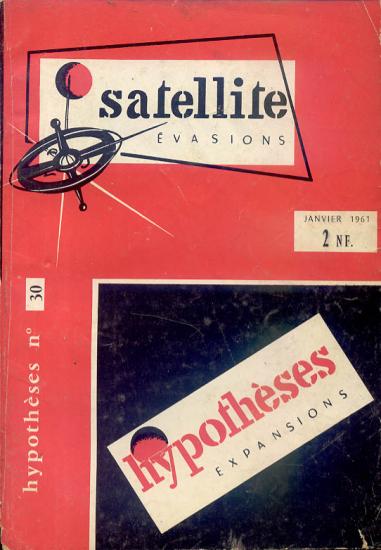 satellite
ÉVASIONS
JANVIER 1961
2 NF.
hypothèses n° 30
hypothèses
EXPANSIONS